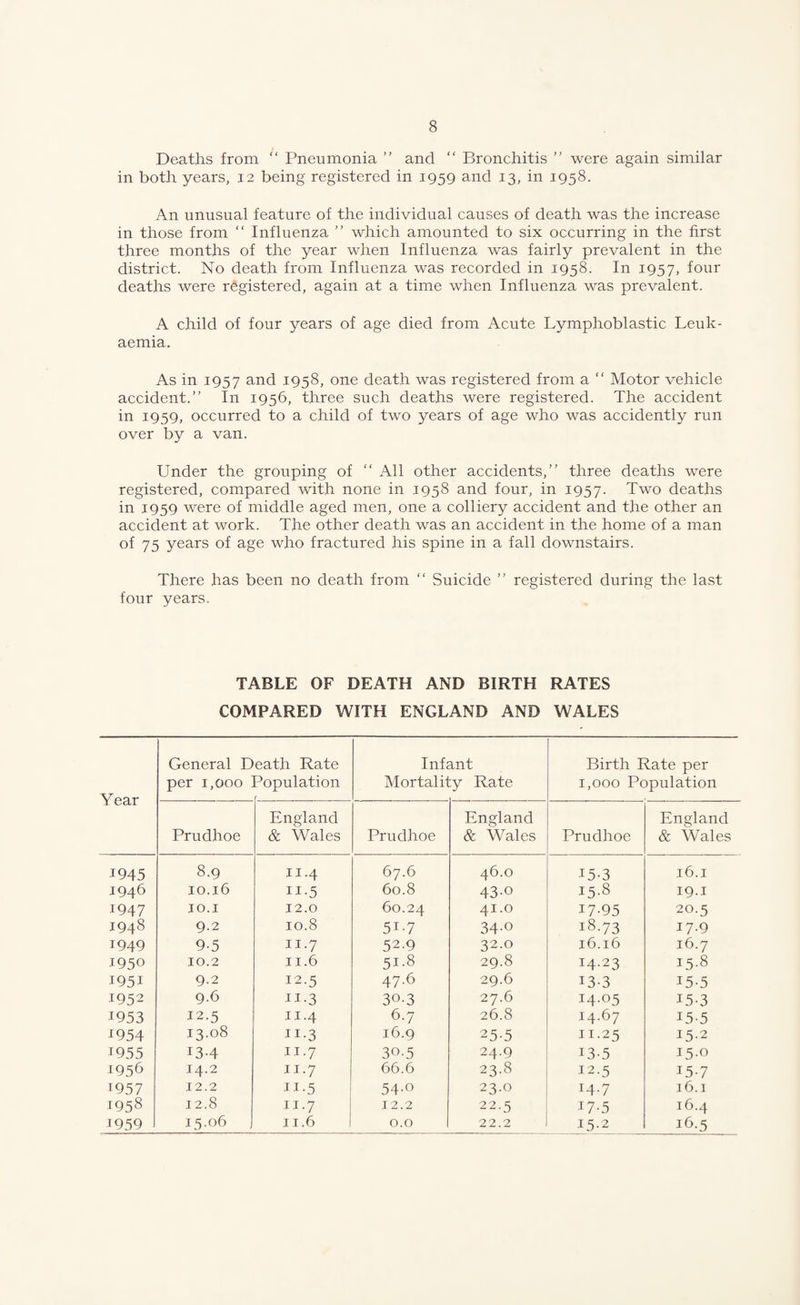 8
Deaths from “ Pneumonia ” and “ Bronchitis ” were again similar
in both years, 12 being registered in 1959 and 13, in 1958.
An unusual feature of the individual causes of death was the increase
in those from “ Influenza ” which amounted to six occurring in the first
three months of the year when Influenza was fairly prevalent in the
district. No death from Influenza was recorded in 1958. In 1957, four
deaths were registered, again at a time when Influenza was prevalent.
A child of four years of age died from Acute Lymphoblastic Leuk-
aemia.
As in 1957 and 1958, one death was registered from a “ Motor vehicle
accident.” In 1956, three such deaths were registered. The accident
in 1959, occurred to a child of two years of age who was accidently run
over by a van.
Under the grouping of “ All other accidents,” three deaths were
registered, compared with none in 1958 and four, in 1957. Two deaths
in 1959 were of middle aged men, one a colliery accident and the other an
accident at work. The other death was an accident in the home of a man
of 75 years of age who fractured his spine in a fall downstairs.
There has been no death from “ Suicide ” registered during the last
four years.
TABLE OF DEATH AND BIRTH RATES
COMPARED WITH ENGLAND AND WALES
Year | General Death Rate per 1,000 Population | Infant Mortality Rate | Birth Rate per 1,000 Population
Prudhoe | England & Wales | Prudhoe | England & Wales | Prudhoe | England & Wales
1945 8.9 11.4 67.6 46.0 15.3 16.1
1946 10.16 11.5 60.8 43.0 15.8 19.1
1947 10.1 12.0 60.24 41.0 17.95 20.5
1948 9.2 10.8 51.7 34.0 18.73 17.9
1949 9.5 11.7 52.9 32.0 16.16 16.7
1950 10.2 11.6 51.8 29.8 14.23 15.8
1951 9.2 12.5 47.6 29.6 13.3 15.5
1952 9.6 11.3 30.3 27.6 14.05 15.3
1953 12.5 11.4 6.7 26.8 14.67 15.5
1954 13.08 11.3 16.9 25.5 11.25 15.2
1955 13.4 11.7 30.5 24.9 13.5 15.0
1956 14.2 11.7 66.6 23.8 12.5 15.7
1957 12.2 11.5 54.0 23.0 14.7 16.1
1958 12.8 11.7 12.2 22.5 17.5 16.4
1959 15.06 11.6 0.0 22.2 15.2 16.5